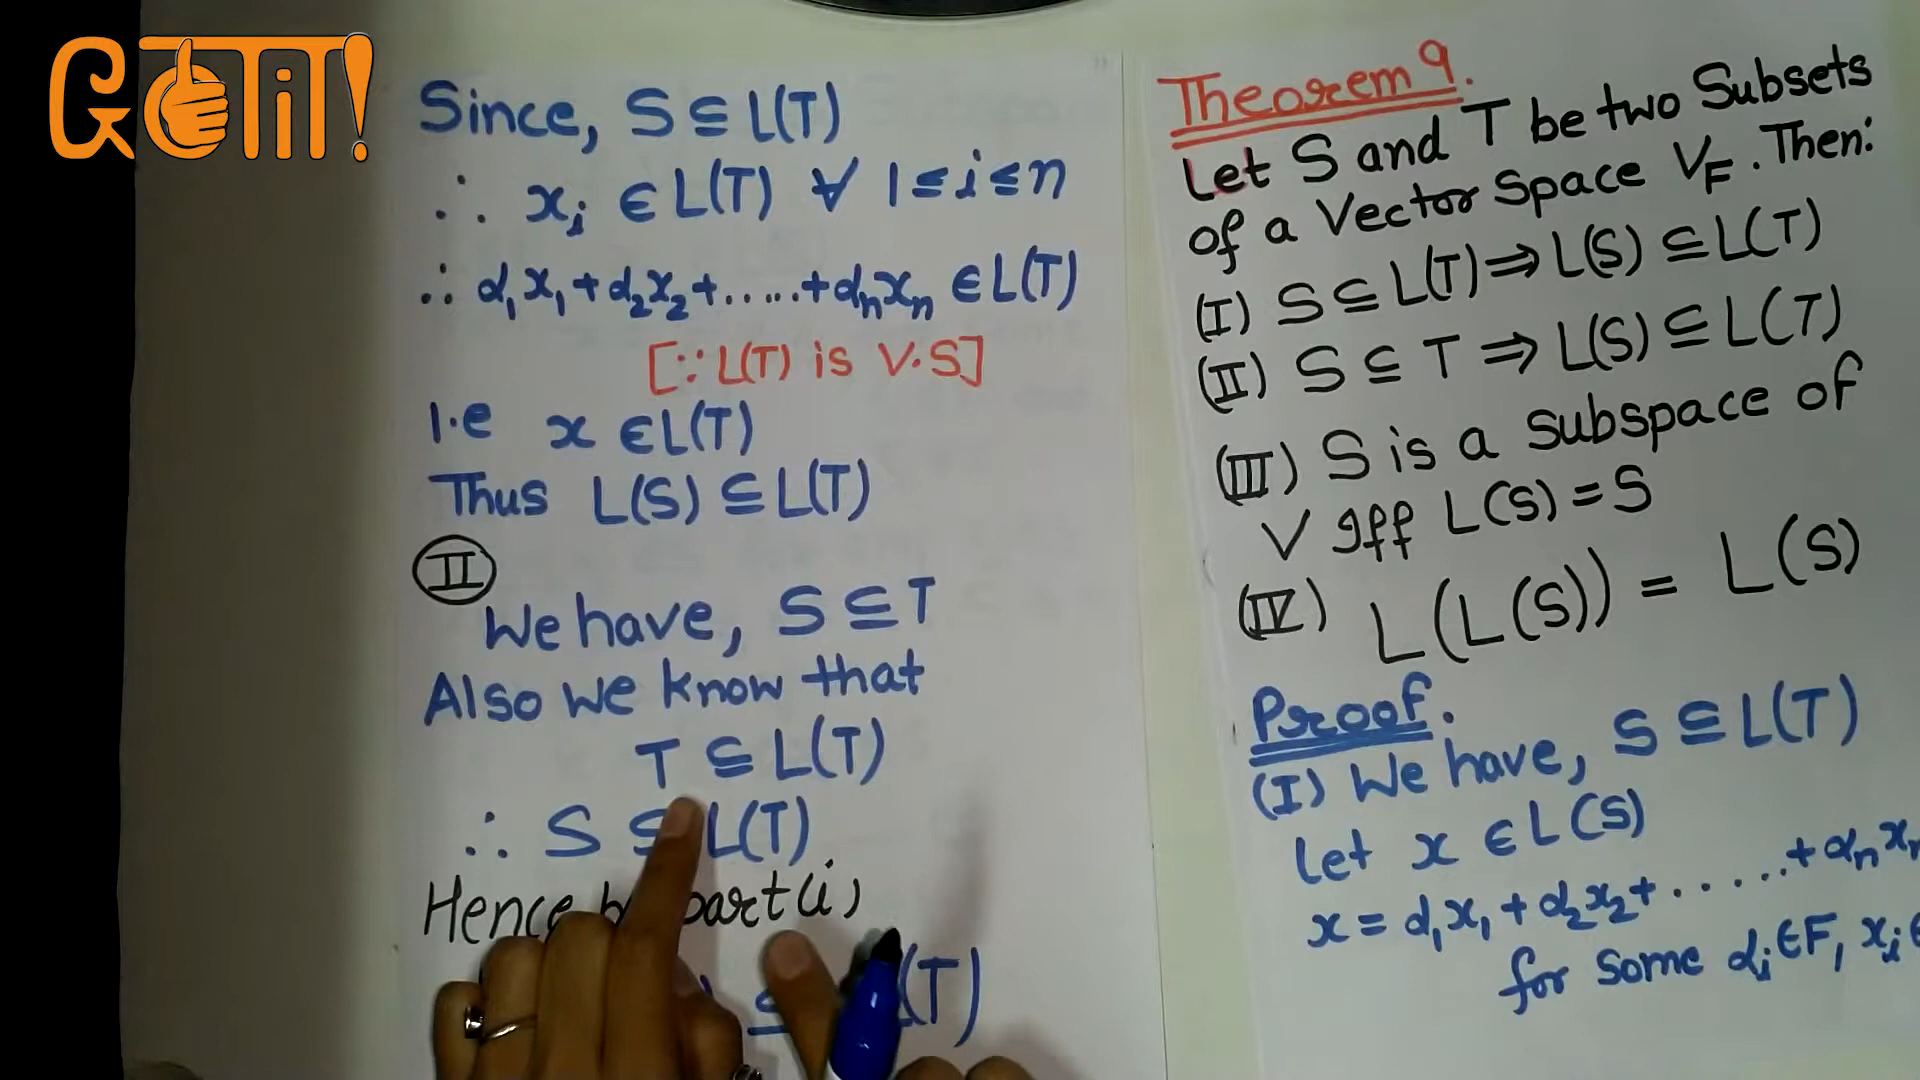 GOTiT!
Since, S ⊆ L(T)
∴ xᵢ ∈ L(T) ∀ 1≤i≤n
∴ α₁x₁+α₂x₂+.....+αₙxₙ ∈ L(T)
[∵ L(T) is V.S]
I.e x ∈ L(T)
Thus L(S) ⊆ L(T)
II
We have, S ⊆ T
Also we know that
T ⊆ L(T)
∴ S ⊆ L(T)
Hence by part (i)
⊆ (T)
Theorem 9.
Let S and T be two Subsets
of a Vector Space V_F. Then:
(I) S ⊆ L(T) ⇒ L(S) ⊆ L(T)
(II) S ⊆ T ⇒ L(S) ⊆ L(T)
(III) S is a Subspace of
V Iff L(S) = S
(IV) L(L(S)) = L(S)
Proof.
(I) We have, S ⊆ L(T)
Let x ∈ L(S)
x = α₁x₁ + α₂x₂+......+αₙxₙ
for some αᵢ ∈ F, xᵢ ∈